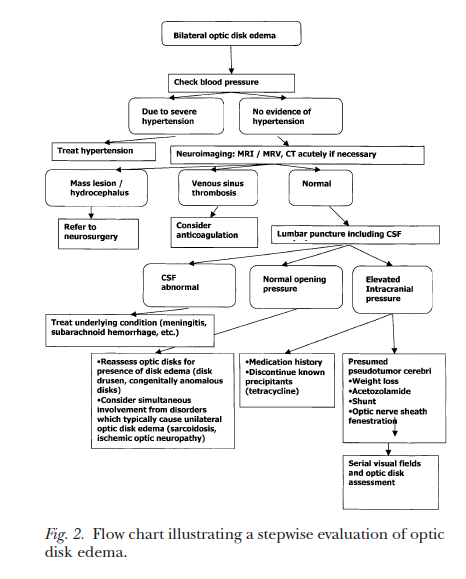 Bilateral optic disk edema
Check blood pressure
Due to severe
hypertension
No evidence of
hypertension
Treat hypertension
Neuroimaging: MRI / MRV, CT acutely if necessary
Mass lesion /
hydrocephalus
Venous sinus
thrombosis
Normal
Refer to
neurosurgery
Consider
anticoagulation
Lumbar puncture including CSF
CSF
abnormal
Normal opening
pressure
Elevated
Intracranial
pressure
Treat underlying condition (meningitis,
subarachnoid hemorrhage, etc.)
•Reassess optic disks for
presence of disk edema (disk
drusen, congenitally anomalous
disks)
•Consider simultaneous
involvement from disorders
which typically cause unilateral
optic disk edema (sarcoidosis,
ischemic optic neuropathy)
•Medication history
•Discontinue known
precipitants
(tetracycline)
Presumed
pseudotumor cerebri
•Weight loss
•Acetozolamide
•Shunt
•Optic nerve sheath
fenestration
Serial visual fields
and optic disk
assessment
Fig. 2. Flow chart illustrating a stepwise evaluation of optic
disk edema.